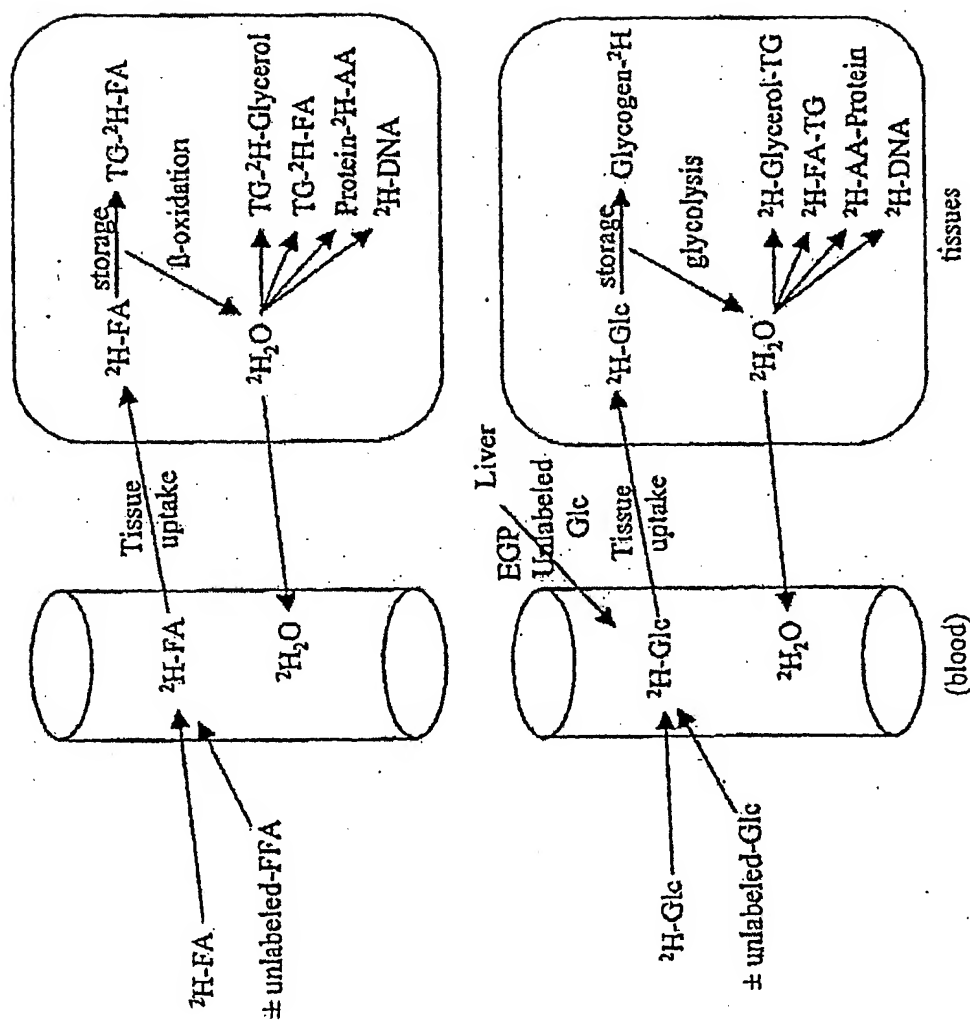 ²H-FA
± unlabeled-FFA
²H-FA
²H₂O
Tissue
uptake
²H-FA
storage
TG-²H-FA
ß-oxidation
²H₂O
TG-²H-Glycerol
TG-²H-FA
Protein-²H-AA
²H-DNA
²H-Glc
± unlabeled-Glc
²H-Glc
²H₂O
EGP
Liver
Unlabeled
Glc
Tissue
uptake
²H-Glc
storage
Glycogen-²H
glycolysis
²H₂O
²H-Glycerol-TG
²H-FA-TG
²H-AA-Protein
²H-DNA
(blood)
tissues